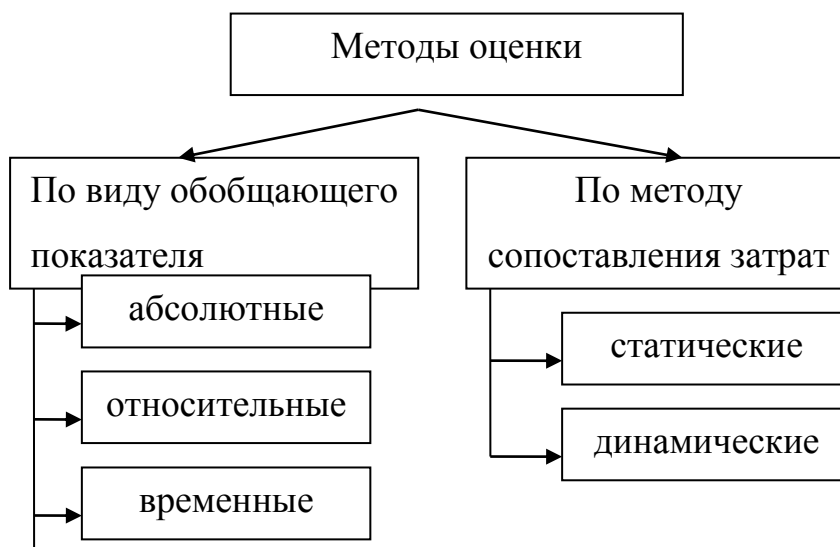 Методы оценки
По виду обобщающего
показателя
абсолютные
относительные
временные
По методу
сопоставления затрат
статические
динамические